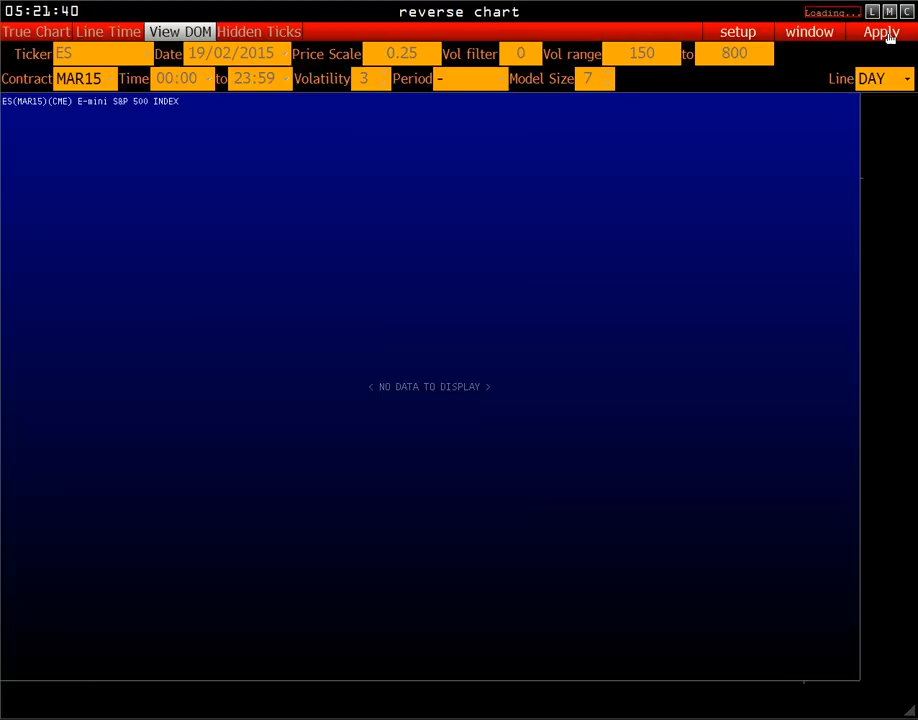 05:21:40 reverse chart Loading... L M C
True Chart Line Time View DOM Hidden Ticks setup window Apply
Ticker ES Date 19/02/2015 Price Scale 0.25 Vol filter 0 Vol range 150 to 800
Contract MAR15 Time 00:00 to 23:59 Volatility 3 Period - Model Size 7 Line DAY
ES(MAR15)(CME) E-mini S&P 500 INDEX
< NO DATA TO DISPLAY >